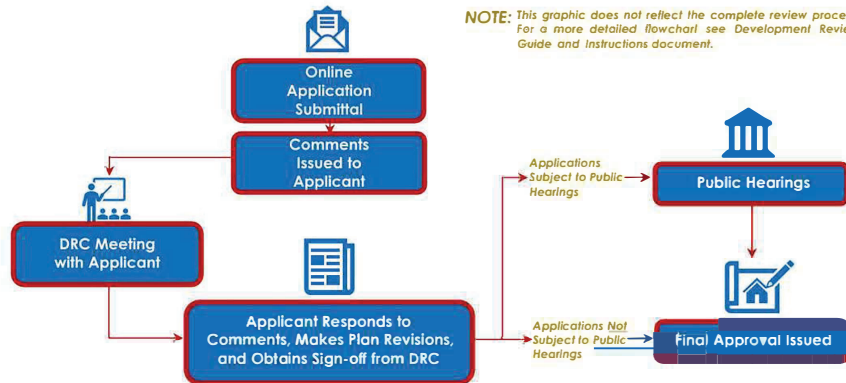 NOTE: This graphic does not reflect the complete review proce
For a more detailed flowchart see Development Revie
Guide and Instructions document.
Online
Application
Submittal
Comments
Issued to
Applicant
DRC Meeting
with Applicant
Applicant Responds to
Comments, Makes Plan Revisions,
and Obtains Sign-off from DRC
Applications
Subject to Public
Hearings
Public Hearings
Applications Not
Subject to Public
Hearings
Final Approval Issued